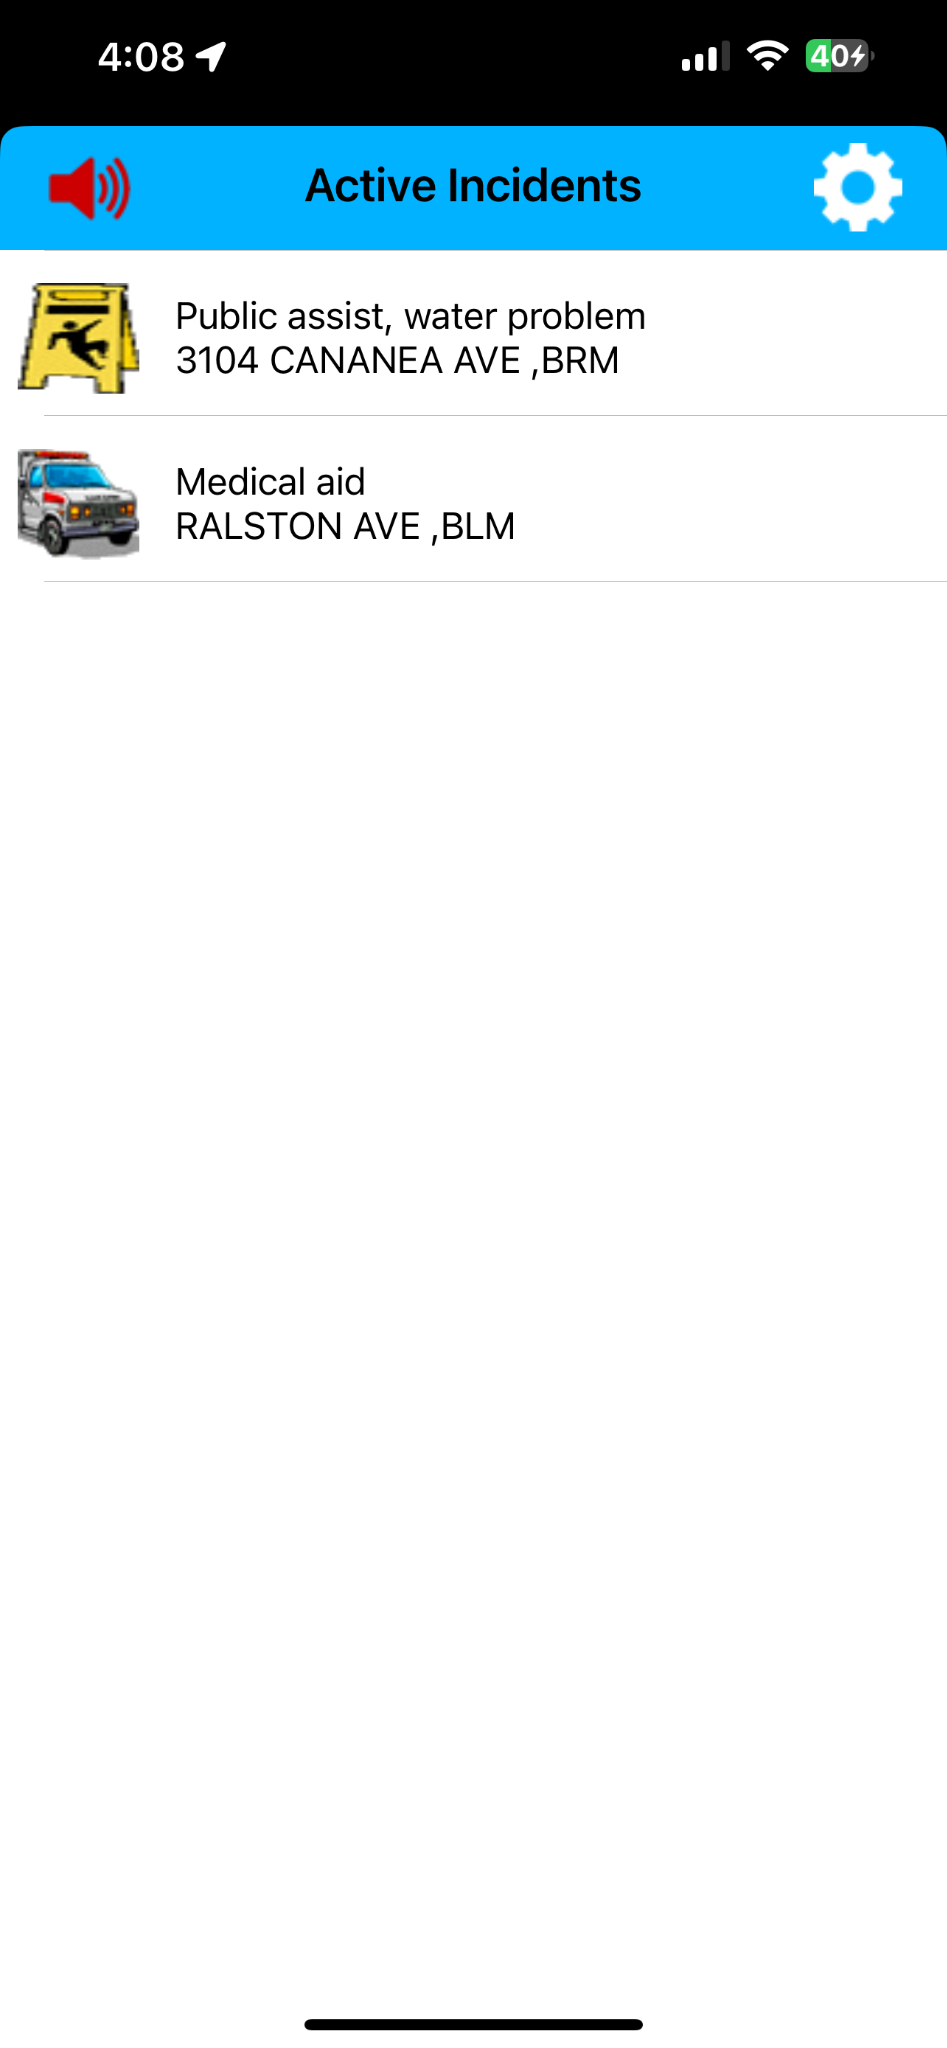 4:08
40
Active Incidents
Public assist, water problem
3104 CANANEA AVE ,BRM
Medical aid
RALSTON AVE ,BLM